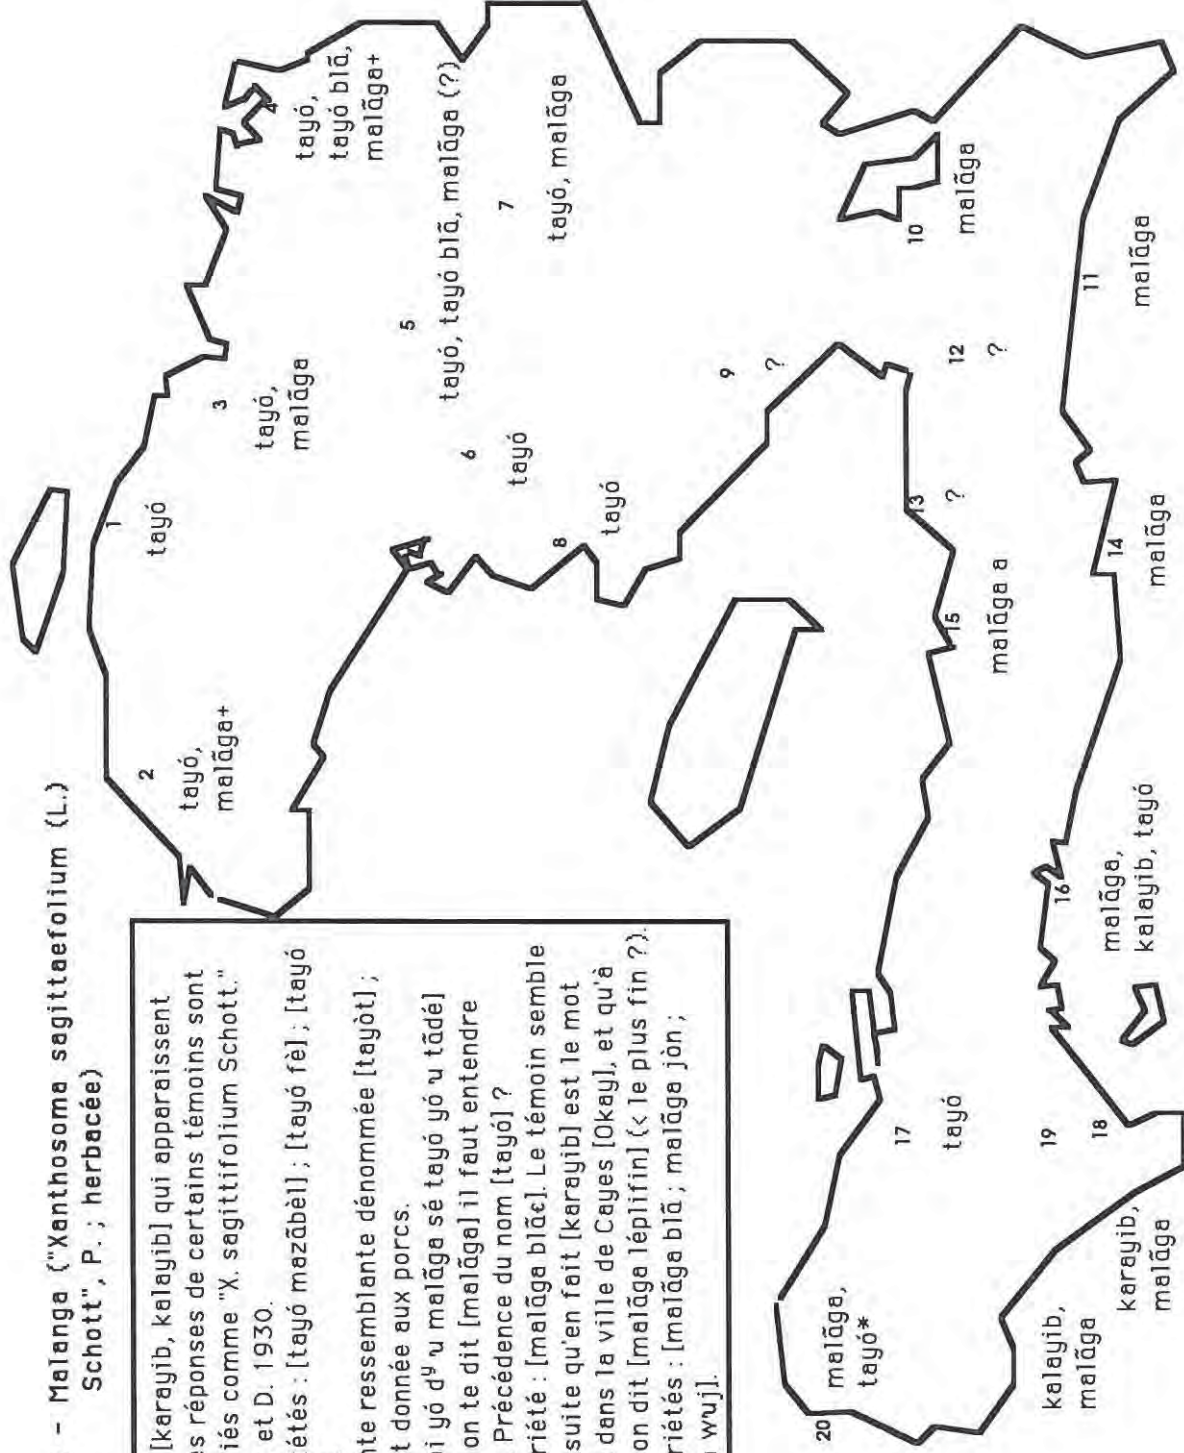 - Malanga ("Xanthosoma sagittaefolium (L.)
Schott", P.; herbacée)
[karayib, kalayib] qui apparaissent
es réponses de certains témoins sont
iés comme "X. sagittifolium Schott."
et D. 1930.
étés : [tayó mazãbèl] ; [tayó fè] ; [tayó
nte ressemblante dénommée [tayòt] ;
t donnée aux porcs.
i yó dʸ'u malãga sé tayó yó 'u tãdé]
on te dit [malãga] il faut entendre
Précédence du nom [tayó] ?
riété : [malãga blãɛ]. Le témoin semble
suite qu'en fait [karayib] est le mot
dans la ville de Cayes [Okay], et qu'à
on dit [malãga léplifin] (< le plus fin ?).
riétés : [malãga blã ; malãga jòn ;
wuj].
1
tayó
2
tayó,
malãga+
3
tayó,
malãga
4
tayó,
tayó blã,
malãga+
5
tayó, tayó blã, malãga (?)
6
tayó
7
tayó, malãga
8
tayó
9
?
10
malãga
11
malãga
12
?
13
?
14
malãga
15
malãga a
16
malãga,
kalayib, tayó
17
tayó
18
karayib,
malãga
19
kalayib,
malãga
20
malãga,
tayó*